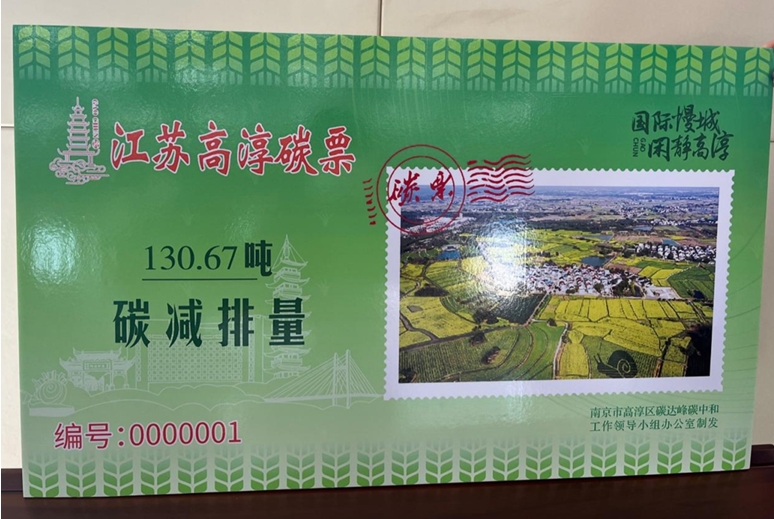 江苏高淳碳票
国际慢城
闲静高淳
GAO
CHUN
碳票
130.67吨
碳减排量
编号:0000001
南京市高淳区碳达峰碳中和
工作领导小组办公室制发